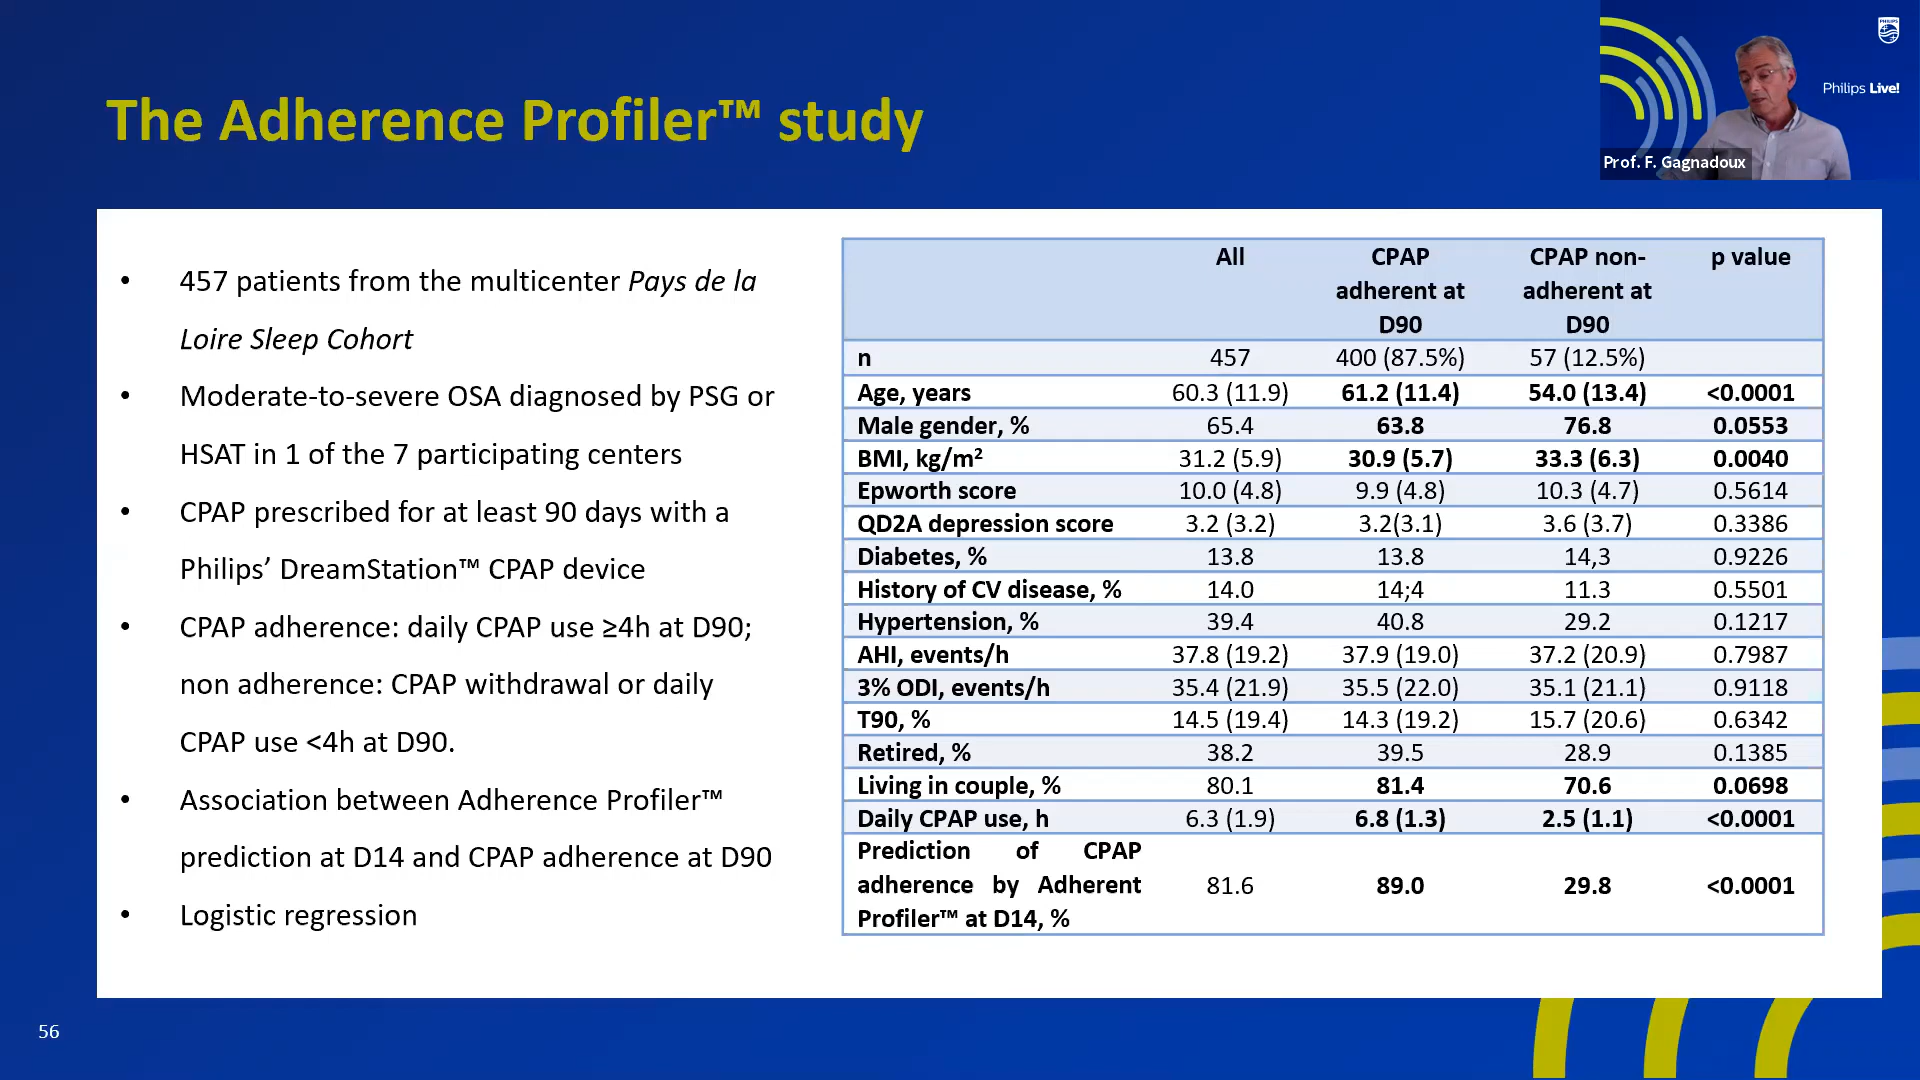 The Adherence Profiler™ study
PHILIPS
Philips Live!
Prof. F. Gagnadoux
• 457 patients from the multicenter Pays de la
Loire Sleep Cohort
• Moderate-to-severe OSA diagnosed by PSG or
HSAT in 1 of the 7 participating centers
• CPAP prescribed for at least 90 days with a
Philips’ DreamStation™ CPAP device
• CPAP adherence: daily CPAP use ≥4h at D90;
non adherence: CPAP withdrawal or daily
CPAP use <4h at D90.
• Association between Adherence Profiler™
prediction at D14 and CPAP adherence at D90
• Logistic regression
All CPAP adherent at D90 CPAP non-adherent at D90 p value
n 457 400 (87.5%) 57 (12.5%)
Age, years 60.3 (11.9) 61.2 (11.4) 54.0 (13.4) <0.0001
Male gender, % 65.4 63.8 76.8 0.0553
BMI, kg/m² 31.2 (5.9) 30.9 (5.7) 33.3 (6.3) 0.0040
Epworth score 10.0 (4.8) 9.9 (4.8) 10.3 (4.7) 0.5614
QD2A depression score 3.2 (3.2) 3.2(3.1) 3.6 (3.7) 0.3386
Diabetes, % 13.8 13.8 14,3 0.9226
History of CV disease, % 14.0 14;4 11.3 0.5501
Hypertension, % 39.4 40.8 29.2 0.1217
AHI, events/h 37.8 (19.2) 37.9 (19.0) 37.2 (20.9) 0.7987
3% ODI, events/h 35.4 (21.9) 35.5 (22.0) 35.1 (21.1) 0.9118
T90, % 14.5 (19.4) 14.3 (19.2) 15.7 (20.6) 0.6342
Retired, % 38.2 39.5 28.9 0.1385
Living in couple, % 80.1 81.4 70.6 0.0698
Daily CPAP use, h 6.3 (1.9) 6.8 (1.3) 2.5 (1.1) <0.0001
Prediction of CPAP
adherence by Adherent 81.6 89.0 29.8 <0.0001
Profiler™ at D14, %
56